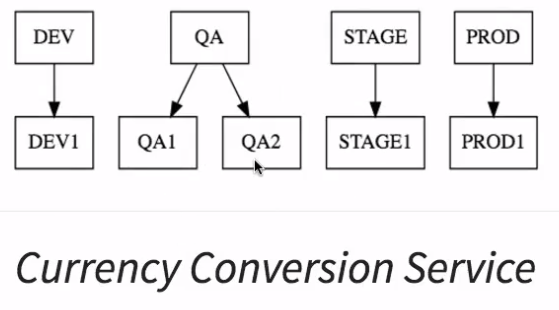 DEV QA STAGE PROD
DEV1 QA1 QA2 STAGE1 PROD1
Currency Conversion Service